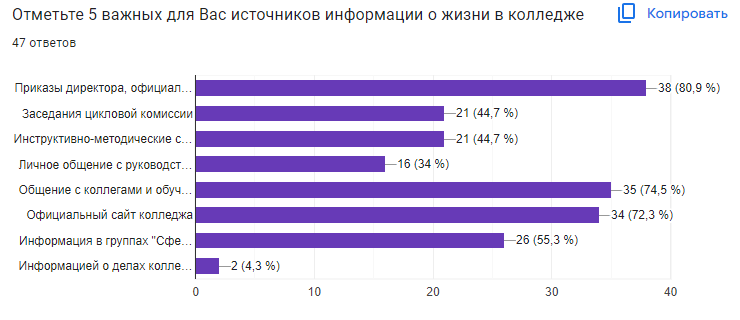 Отметьте 5 важных для Вас источников информации о жизни в колледже
Копировать
47 ответов
Приказы директора, официал... 38 (80,9 %)
Заседания цикловой комиссии 21 (44,7 %)
Инструктивно-методические с... 21 (44,7 %)
Личное общение с руководст... 16 (34 %)
Общение с коллегами и обуч... 35 (74,5 %)
Официальный сайт колледжа 34 (72,3 %)
Информация в группах "Сфе... 26 (55,3 %)
Информацией о делах колле... 2 (4,3 %)
0 10 20 30 40